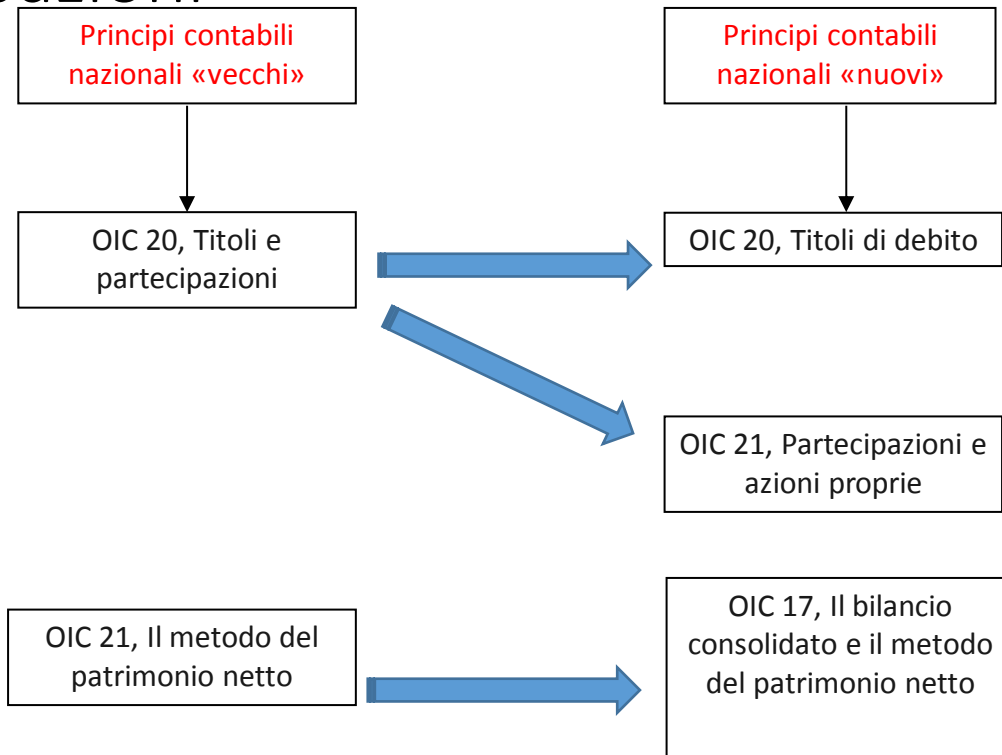 Principi contabili
nazionali «vecchi»
Principi contabili
nazionali «nuovi»
OIC 20, Titoli e
partecipazioni
OIC 20, Titoli di debito
OIC 21, Partecipazioni e
azioni proprie
OIC 21, Il metodo del
patrimonio netto
OIC 17, Il bilancio
consolidato e il metodo
del patrimonio netto